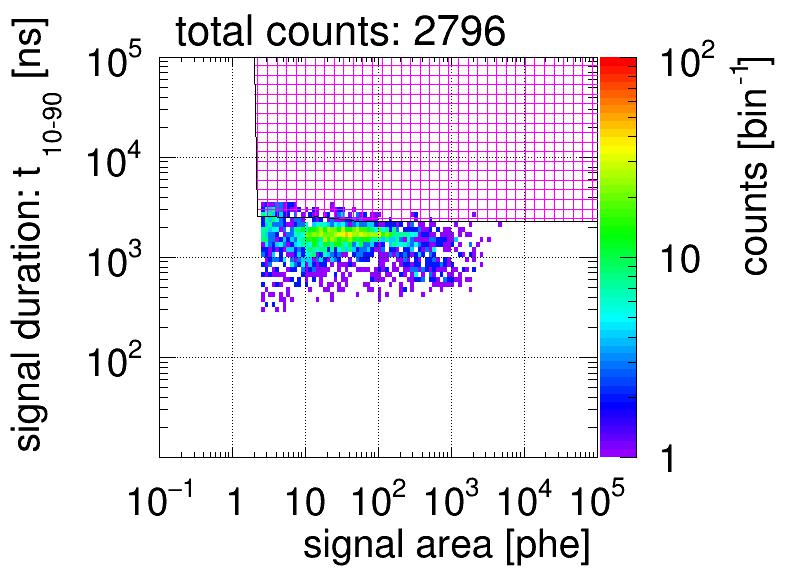 total counts: 2796
signal duration: t 10-90 [ns]
10^5
10^4
10^3
10^2
10^−1 1 10 10^2 10^3 10^4 10^5
signal area [phe]
10^2
10
1
counts [bin^-1]